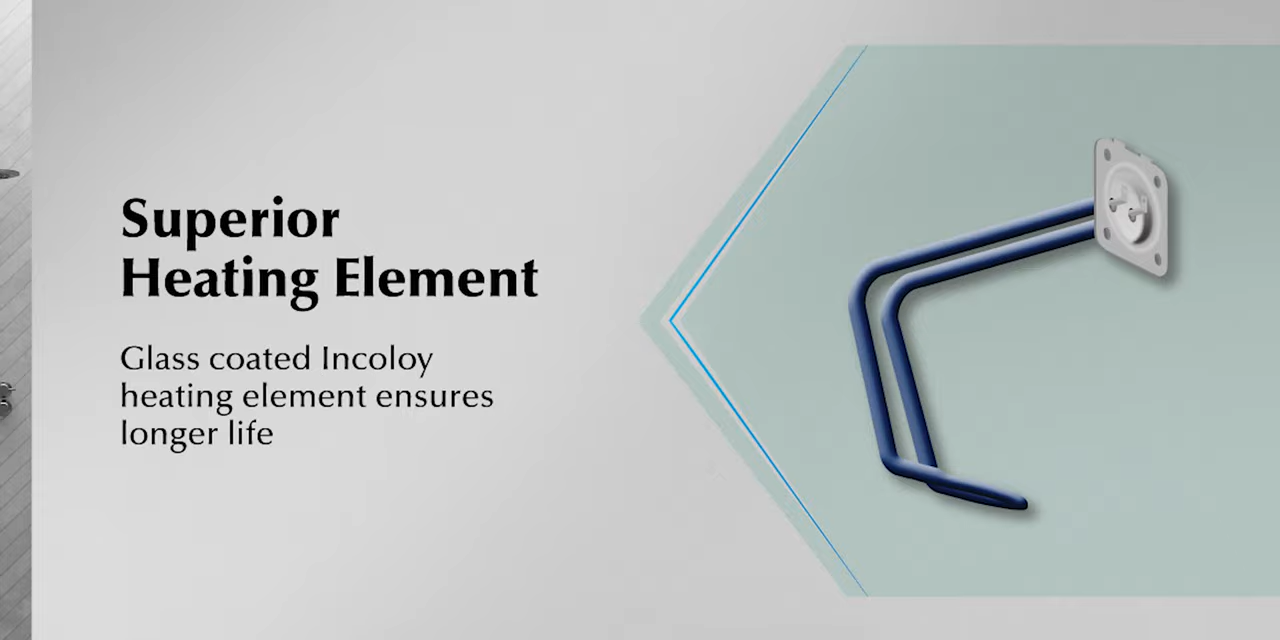 Superior
Heating Element
Glass coated Incoloy
heating element ensures
longer life